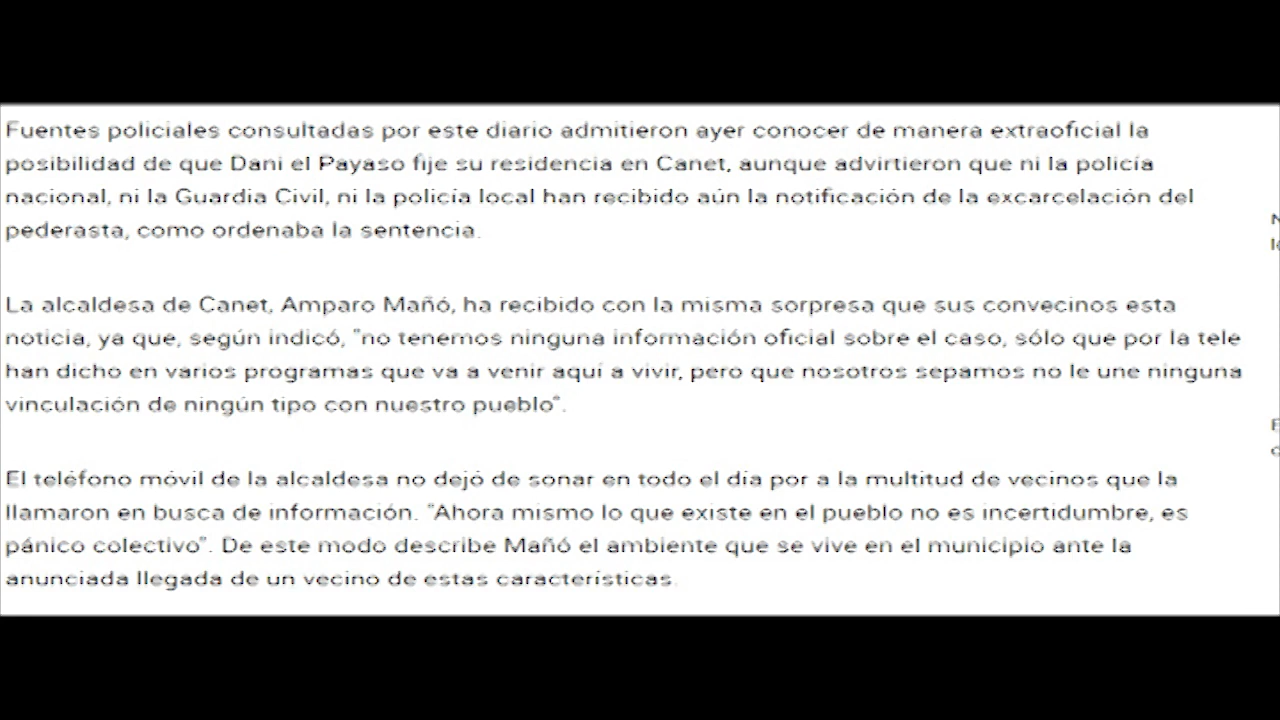 Fuentes policiales consultadas por este diario admitieron ayer conocer de manera extraoficial la
posibilidad de que Dani el Payaso fije su residencia en Canet, aunque advirtieron que ni la policía
nacional, ni la Guardia Civil, ni la policía local han recibido aún la notificación de la excarcelación del
pederasta, como ordenaba la sentencia.
La alcaldesa de Canet, Amparo Mañó, ha recibido con la misma sorpresa que sus convecinos esta
noticia, ya que, según indicó, "no tenemos ninguna información oficial sobre el caso, sólo que por la tele
han dicho en varios programas que va a venir aquí a vivir, pero que nosotros sepamos no le une ninguna
vinculación de ningún tipo con nuestro pueblo".
El teléfono móvil de la alcaldesa no dejó de sonar en todo el día por a la multitud de vecinos que la
llamaron en busca de información. "Ahora mismo lo que existe en el pueblo no es incertidumbre, es
pánico colectivo". De este modo describe Mañó el ambiente que se vive en el municipio ante la
anunciada llegada de un vecino de estas características.